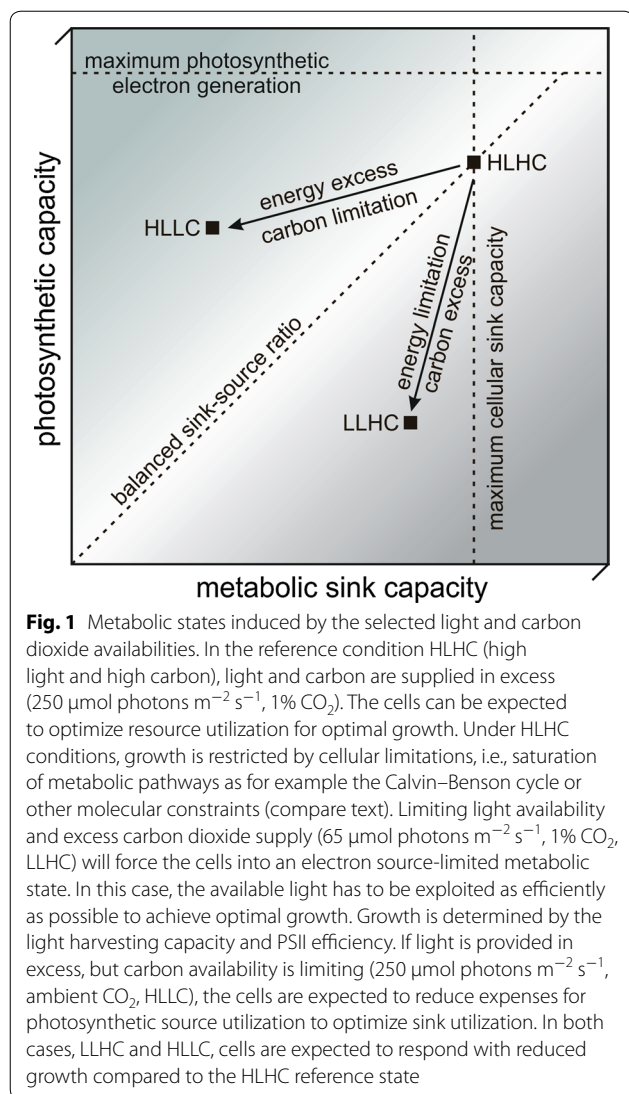 maximum photosynthetic
electron generation
HLHC
energy excess
carbon limitation
HLLC
energy limitation
carbon excess
maximum cellular sink capacity
LLHC
balanced sink-source ratio
photosynthetic capacity
metabolic sink capacity
Fig. 1 Metabolic states induced by the selected light and carbon
dioxide availabilities. In the reference condition HLHC (high
light and high carbon), light and carbon are supplied in excess
(250 μmol photons m⁻² s⁻¹, 1% CO₂). The cells can be expected
to optimize resource utilization for optimal growth. Under HLHC
conditions, growth is restricted by cellular limitations, i.e., saturation
of metabolic pathways as for example the Calvin–Benson cycle or
other molecular constraints (compare text). Limiting light availability
and excess carbon dioxide supply (65 μmol photons m⁻² s⁻¹, 1% CO₂,
LLHC) will force the cells into an electron source-limited metabolic
state. In this case, the available light has to be exploited as efficiently
as possible to achieve optimal growth. Growth is determined by the
light harvesting capacity and PSII efficiency. If light is provided in
excess, but carbon availability is limiting (250 μmol photons m⁻² s⁻¹,
ambient CO₂, HLLC), the cells are expected to reduce expenses for
photosynthetic source utilization to optimize sink utilization. In both
cases, LLHC and HLLC, cells are expected to respond with reduced
growth compared to the HLHC reference state